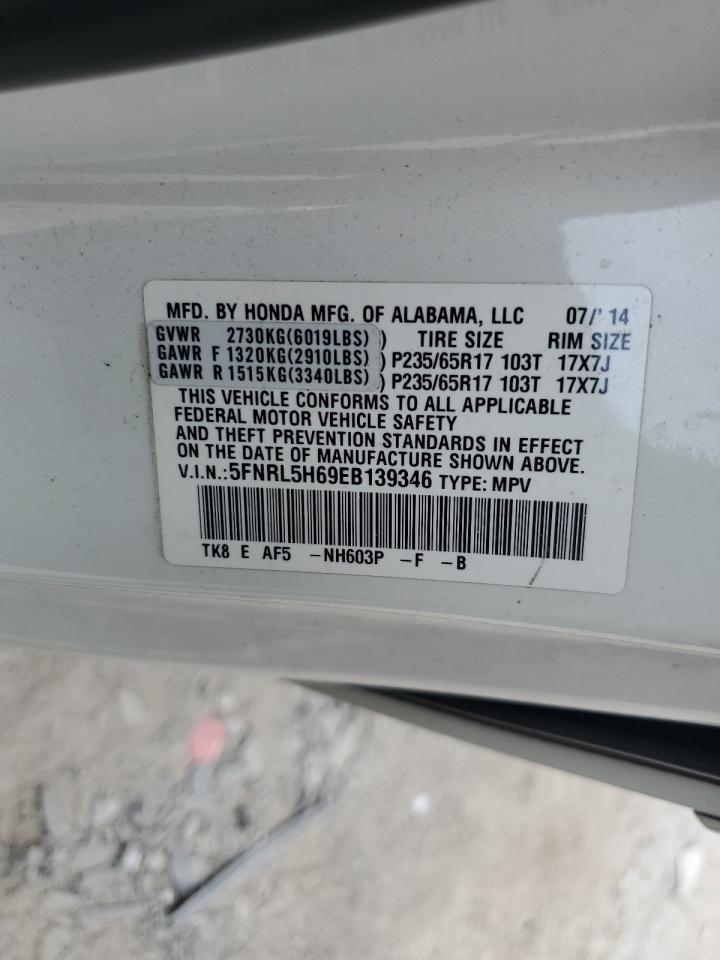 MFD. BY HONDA MFG. OF ALABAMA, LLC 07/'14
GVWR 2730KG(6019LBS) ) TIRE SIZE RIM SIZE
GAWR F 1320KG(2910LBS) ) P235/65R17 103T 17X7J
GAWR R 1515KG(3340LBS) ) P235/65R17 103T 17X7J
THIS VEHICLE CONFORMS TO ALL APPLICABLE
FEDERAL MOTOR VEHICLE SAFETY
AND THEFT PREVENTION STANDARDS IN EFFECT
ON THE DATE OF MANUFACTURE SHOWN ABOVE.
V.I.N.:5FNRL5H69EB139346 TYPE: MPV
TK8 E AF5 -NH603P -F -B